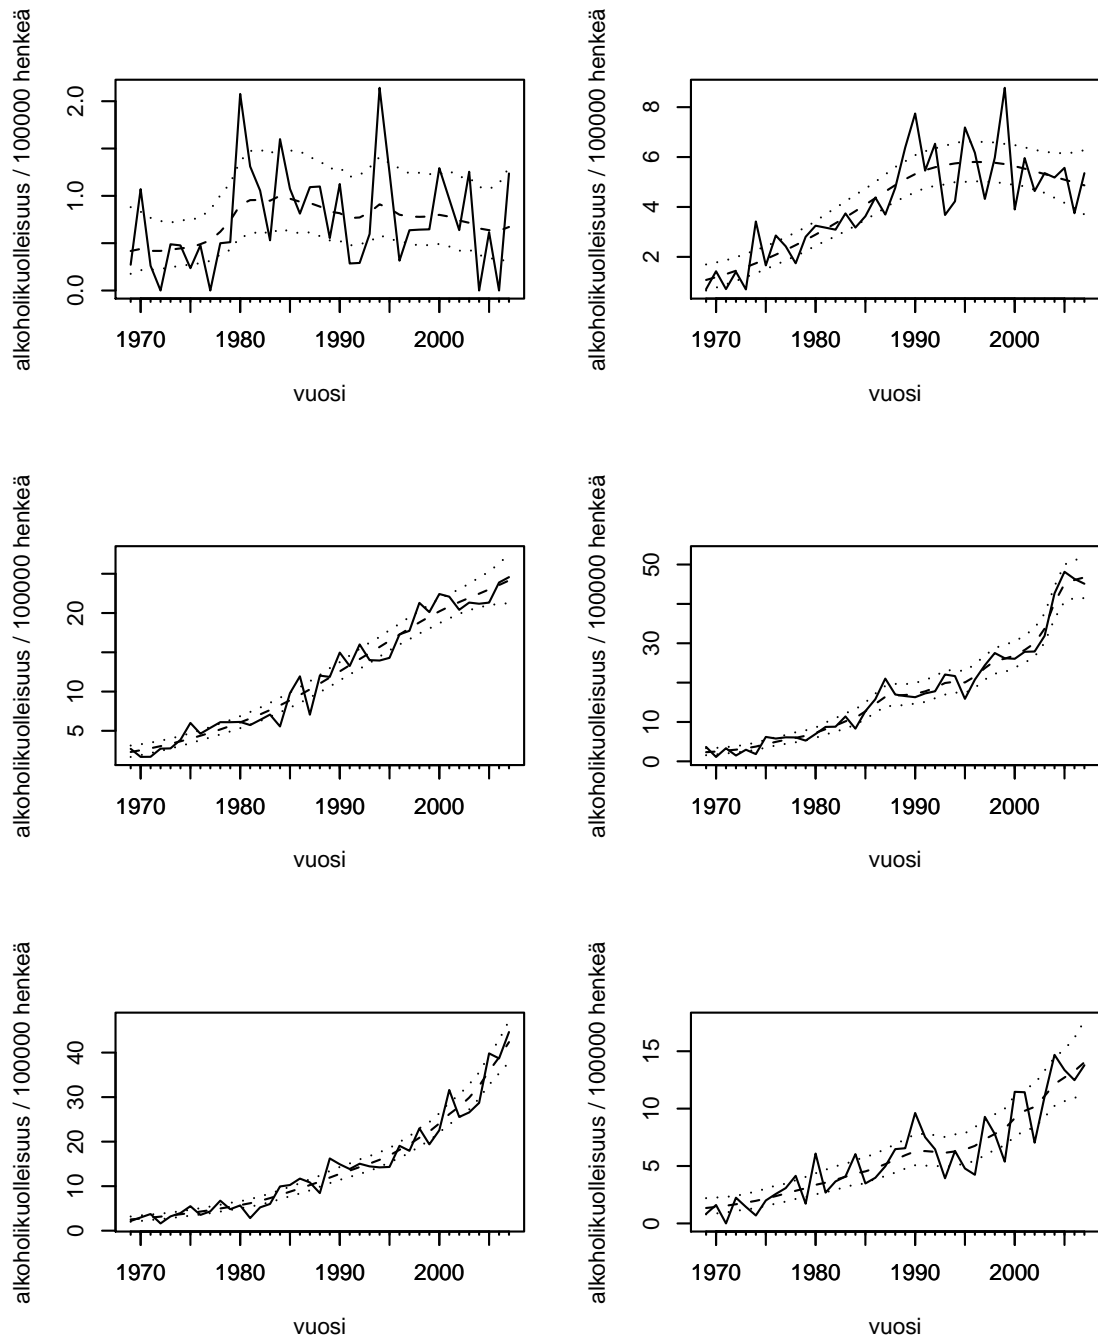 alkoholikuolleisuus / 100000 henkeä
0.0 1.0 2.0
1970 1980 1990 2000
vuosi
alkoholikuolleisuus / 100000 henkeä
2 4 6 8
1970 1980 1990 2000
vuosi
alkoholikuolleisuus / 100000 henkeä
5 10 20
1970 1980 1990 2000
vuosi
alkoholikuolleisuus / 100000 henkeä
0 10 30 50
1970 1980 1990 2000
vuosi
alkoholikuolleisuus / 100000 henkeä
0 10 20 30 40
1970 1980 1990 2000
vuosi
alkoholikuolleisuus / 100000 henkeä
0 5 10 15
1970 1980 1990 2000
vuosi